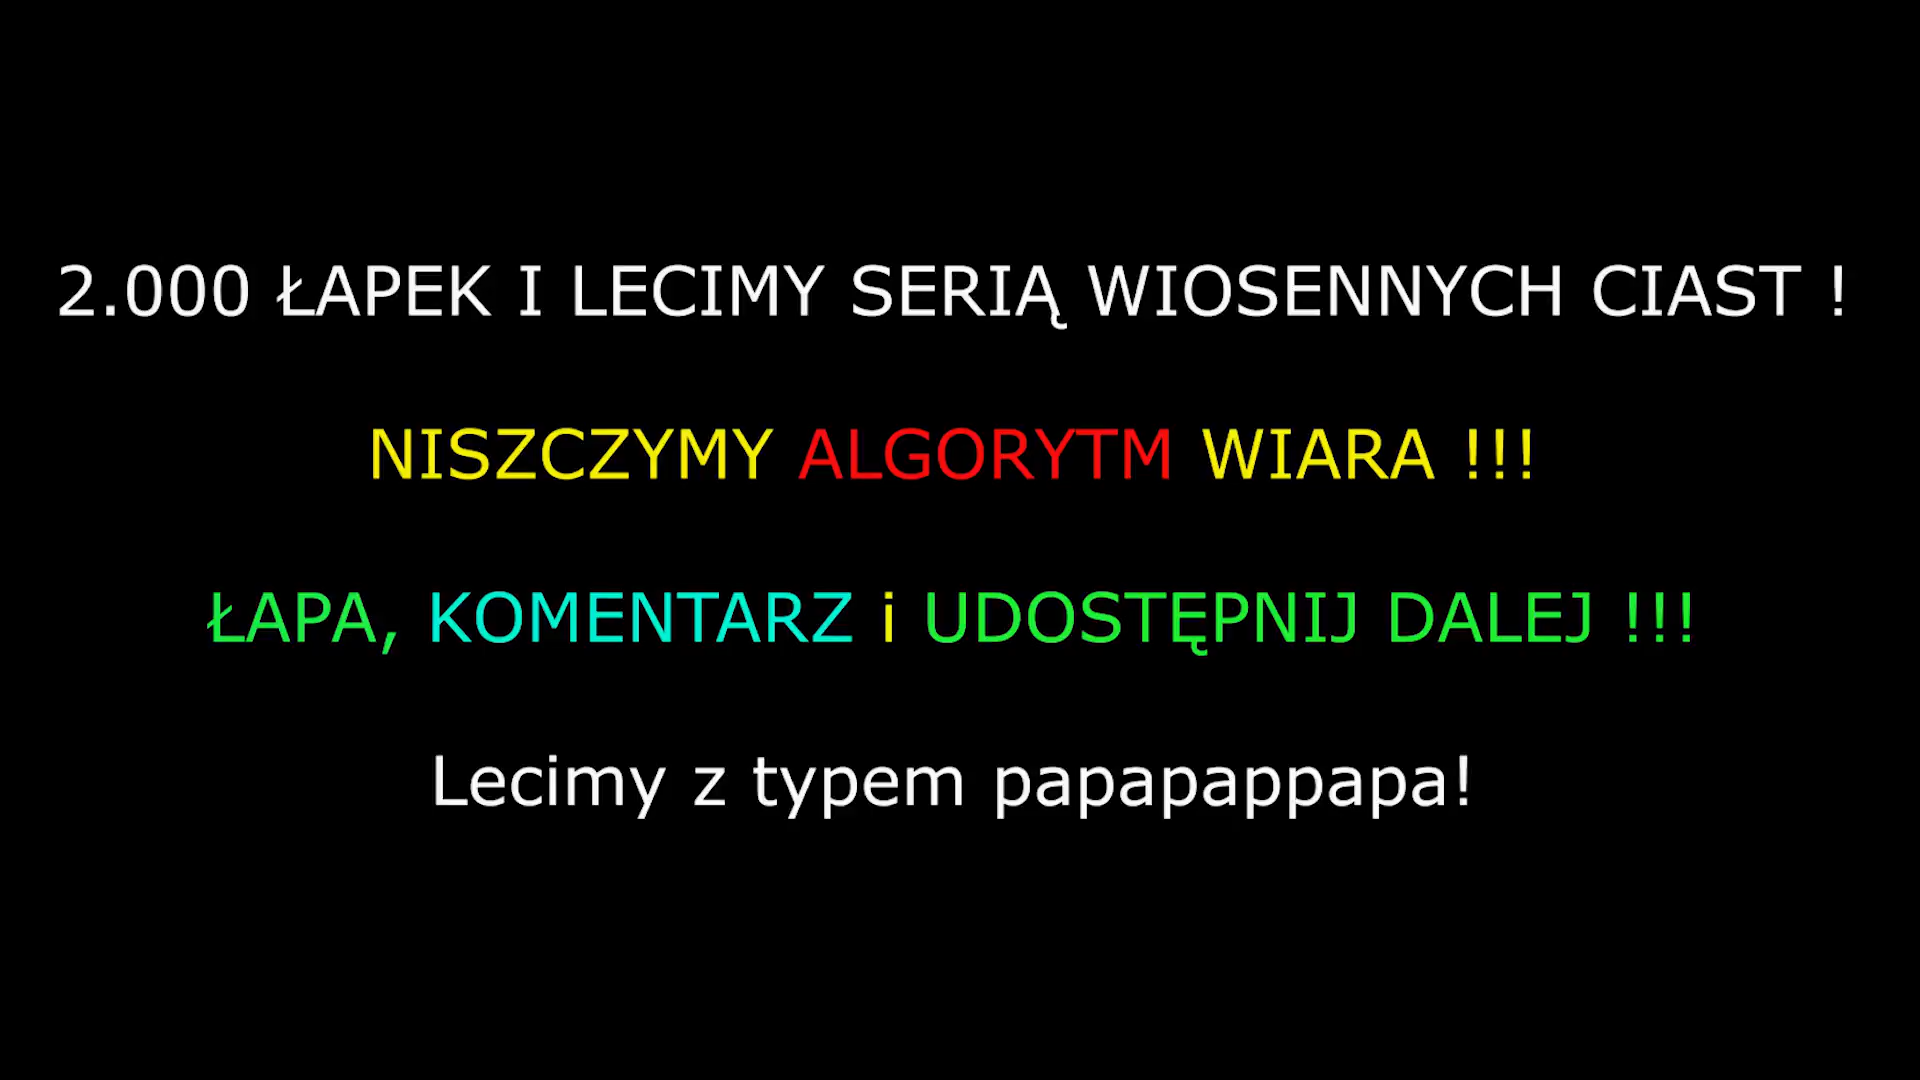 2.000 ŁAPEK I LECIMY SERIĄ WIOSENNYCH CIAST !
NISZCZYMY ALGORYTM WIARA !!!
ŁAPA, KOMENTARZ i UDOSTĘPNIJ DALEJ !!!
Lecimy z typem papapappapa!